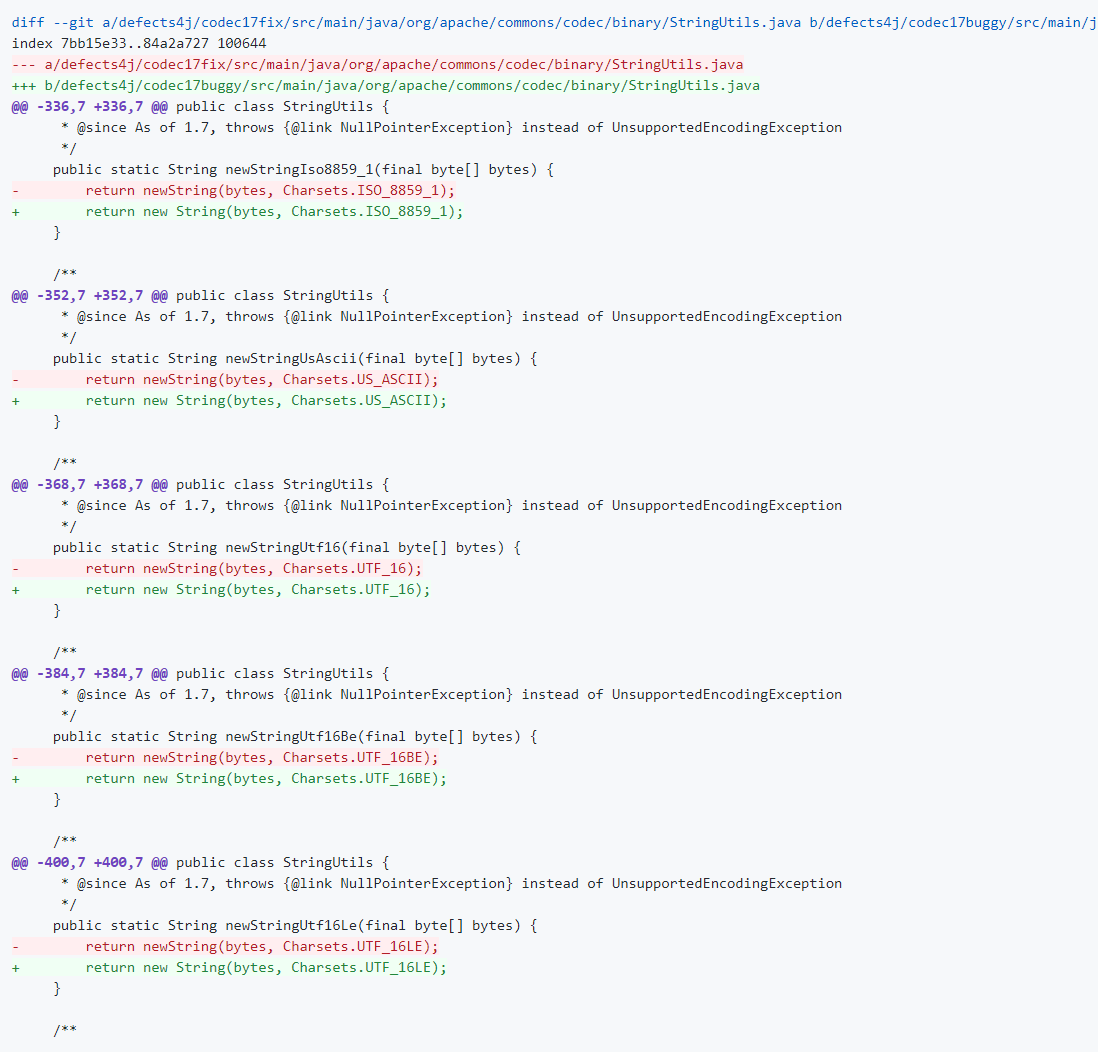 diff --git a/defects4j/codec17fix/src/main/java/org/apache/commons/codec/binary/StringUtils.java b/defects4j/codec17buggy/src/main/j
index 7bb15e33..84a2a727 100644
--- a/defects4j/codec17fix/src/main/java/org/apache/commons/codec/binary/StringUtils.java
+++ b/defects4j/codec17buggy/src/main/java/org/apache/commons/codec/binary/StringUtils.java
@@ -336,7 +336,7 @@ public class StringUtils {
      * @since As of 1.7, throws {@link NullPointerException} instead of UnsupportedEncodingException
      */
     public static String newStringIso8859_1(final byte[] bytes) {
-        return newString(bytes, Charsets.ISO_8859_1);
+        return new String(bytes, Charsets.ISO_8859_1);
     }

     /**
@@ -352,7 +352,7 @@ public class StringUtils {
      * @since As of 1.7, throws {@link NullPointerException} instead of UnsupportedEncodingException
      */
     public static String newStringUsAscii(final byte[] bytes) {
-        return newString(bytes, Charsets.US_ASCII);
+        return new String(bytes, Charsets.US_ASCII);
     }

     /**
@@ -368,7 +368,7 @@ public class StringUtils {
      * @since As of 1.7, throws {@link NullPointerException} instead of UnsupportedEncodingException
      */
     public static String newStringUtf16(final byte[] bytes) {
-        return newString(bytes, Charsets.UTF_16);
+        return new String(bytes, Charsets.UTF_16);
     }

     /**
@@ -384,7 +384,7 @@ public class StringUtils {
      * @since As of 1.7, throws {@link NullPointerException} instead of UnsupportedEncodingException
      */
     public static String newStringUtf16Be(final byte[] bytes) {
-        return newString(bytes, Charsets.UTF_16BE);
+        return new String(bytes, Charsets.UTF_16BE);
     }

     /**
@@ -400,7 +400,7 @@ public class StringUtils {
      * @since As of 1.7, throws {@link NullPointerException} instead of UnsupportedEncodingException
      */
     public static String newStringUtf16Le(final byte[] bytes) {
-        return newString(bytes, Charsets.UTF_16LE);
+        return new String(bytes, Charsets.UTF_16LE);
     }

     /**